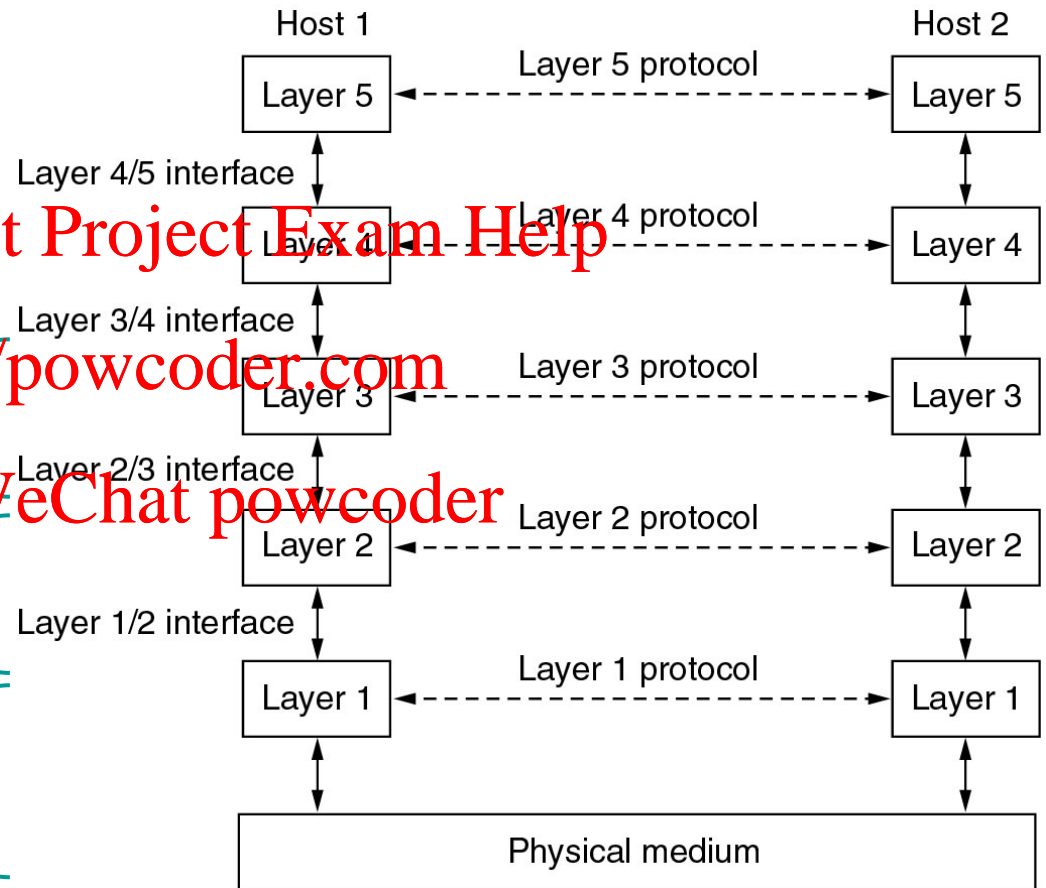 Host 1
Host 2
Layer 5
Layer 5 protocol
Layer 5
Layer 4/5 interface
t Project Exam Help
Layer 4 protocol
Layer 4
Layer 4
Layer 3/4 interface
/powcoder.com
Layer 3 protocol
Layer 3
Layer 3
Layer 2/3 interface
WeChat powcoder
Layer 2 protocol
Layer 2
Layer 2
Layer 1/2 interface
Layer 1 protocol
Layer 1
Layer 1
Physical medium